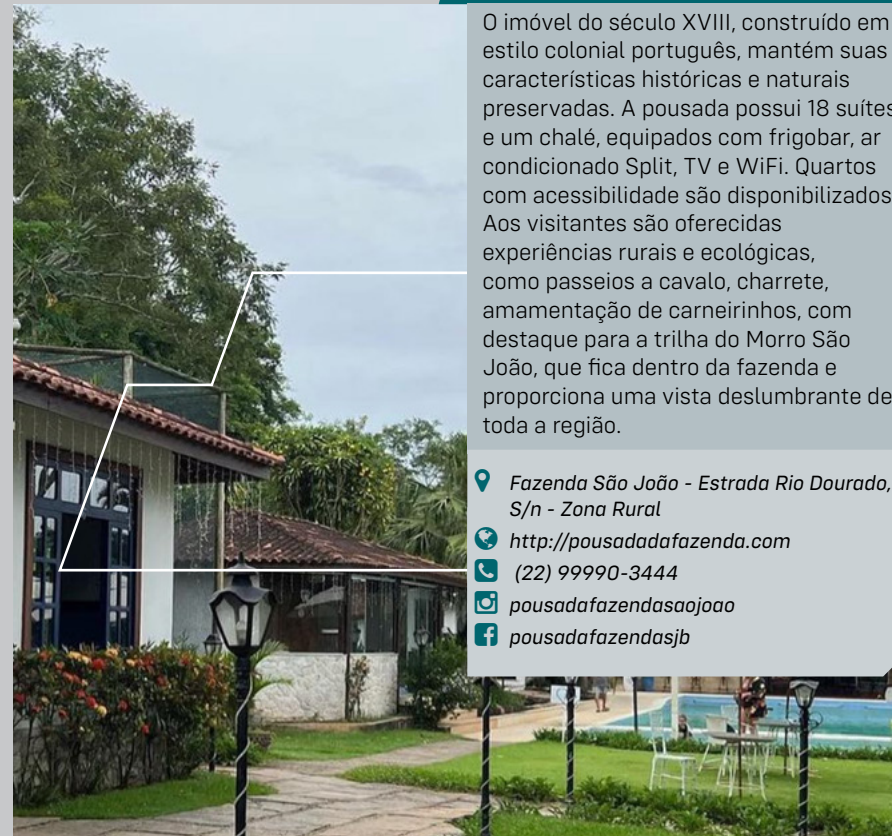 O imóvel do século XVIII, construído em
estilo colonial português, mantém suas
características históricas e naturais
preservadas. A pousada possui 18 suítes
e um chalé, equipados com frigobar, ar
condicionado Split, TV e WiFi. Quartos
com acessibilidade são disponibilizados
Aos visitantes são oferecidas
experiências rurais e ecológicas,
como passeios a cavalo, charrete,
amamentação de carneirinhos, com
destaque para a trilha do Morro São
João, que fica dentro da fazenda e
proporciona uma vista deslumbrante de
toda a região.
Fazenda São João - Estrada Rio Dourado,
S/n - Zona Rural
http://pousadadafazenda.com
(22) 99990-3444
pousadafazendasaojoao
pousadafazendasjb